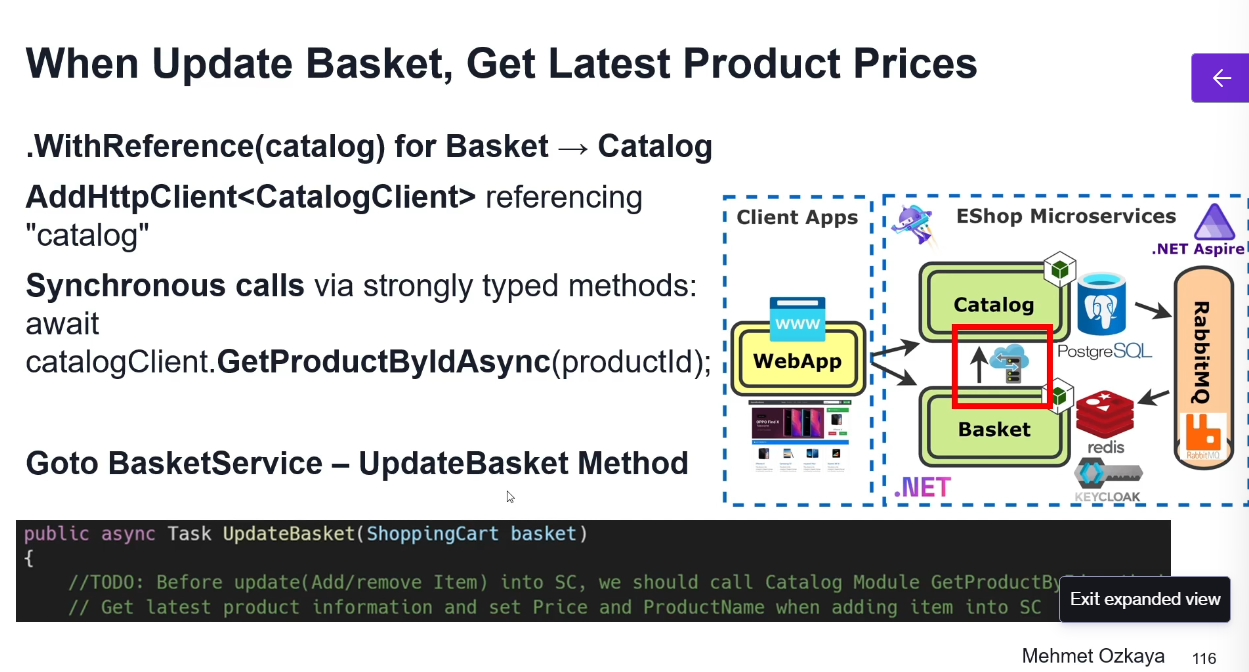 When Update Basket, Get Latest Product Prices
.WithReference(catalog) for Basket → Catalog
AddHttpClient<CatalogClient> referencing
"catalog"
Synchronous calls via strongly typed methods:
await
catalogClient.GetProductByIdAsync(productId);
Goto BasketService – UpdateBasket Method
Client Apps
WWW
WebApp
EShop Microservices
.NET Aspire
Catalog
PostgreSQL
RabbitMQ
Basket
redis
RabbitMQ
KEYCLOAK
.NET
public async Task UpdateBasket(ShoppingCart basket)
{
//TODO: Before update(Add/remove Item) into SC, we should call Catalog Module
// Get latest product information and set Price and ProductName when adding item into SC
Exit expanded view
Mehmet Ozkaya
116